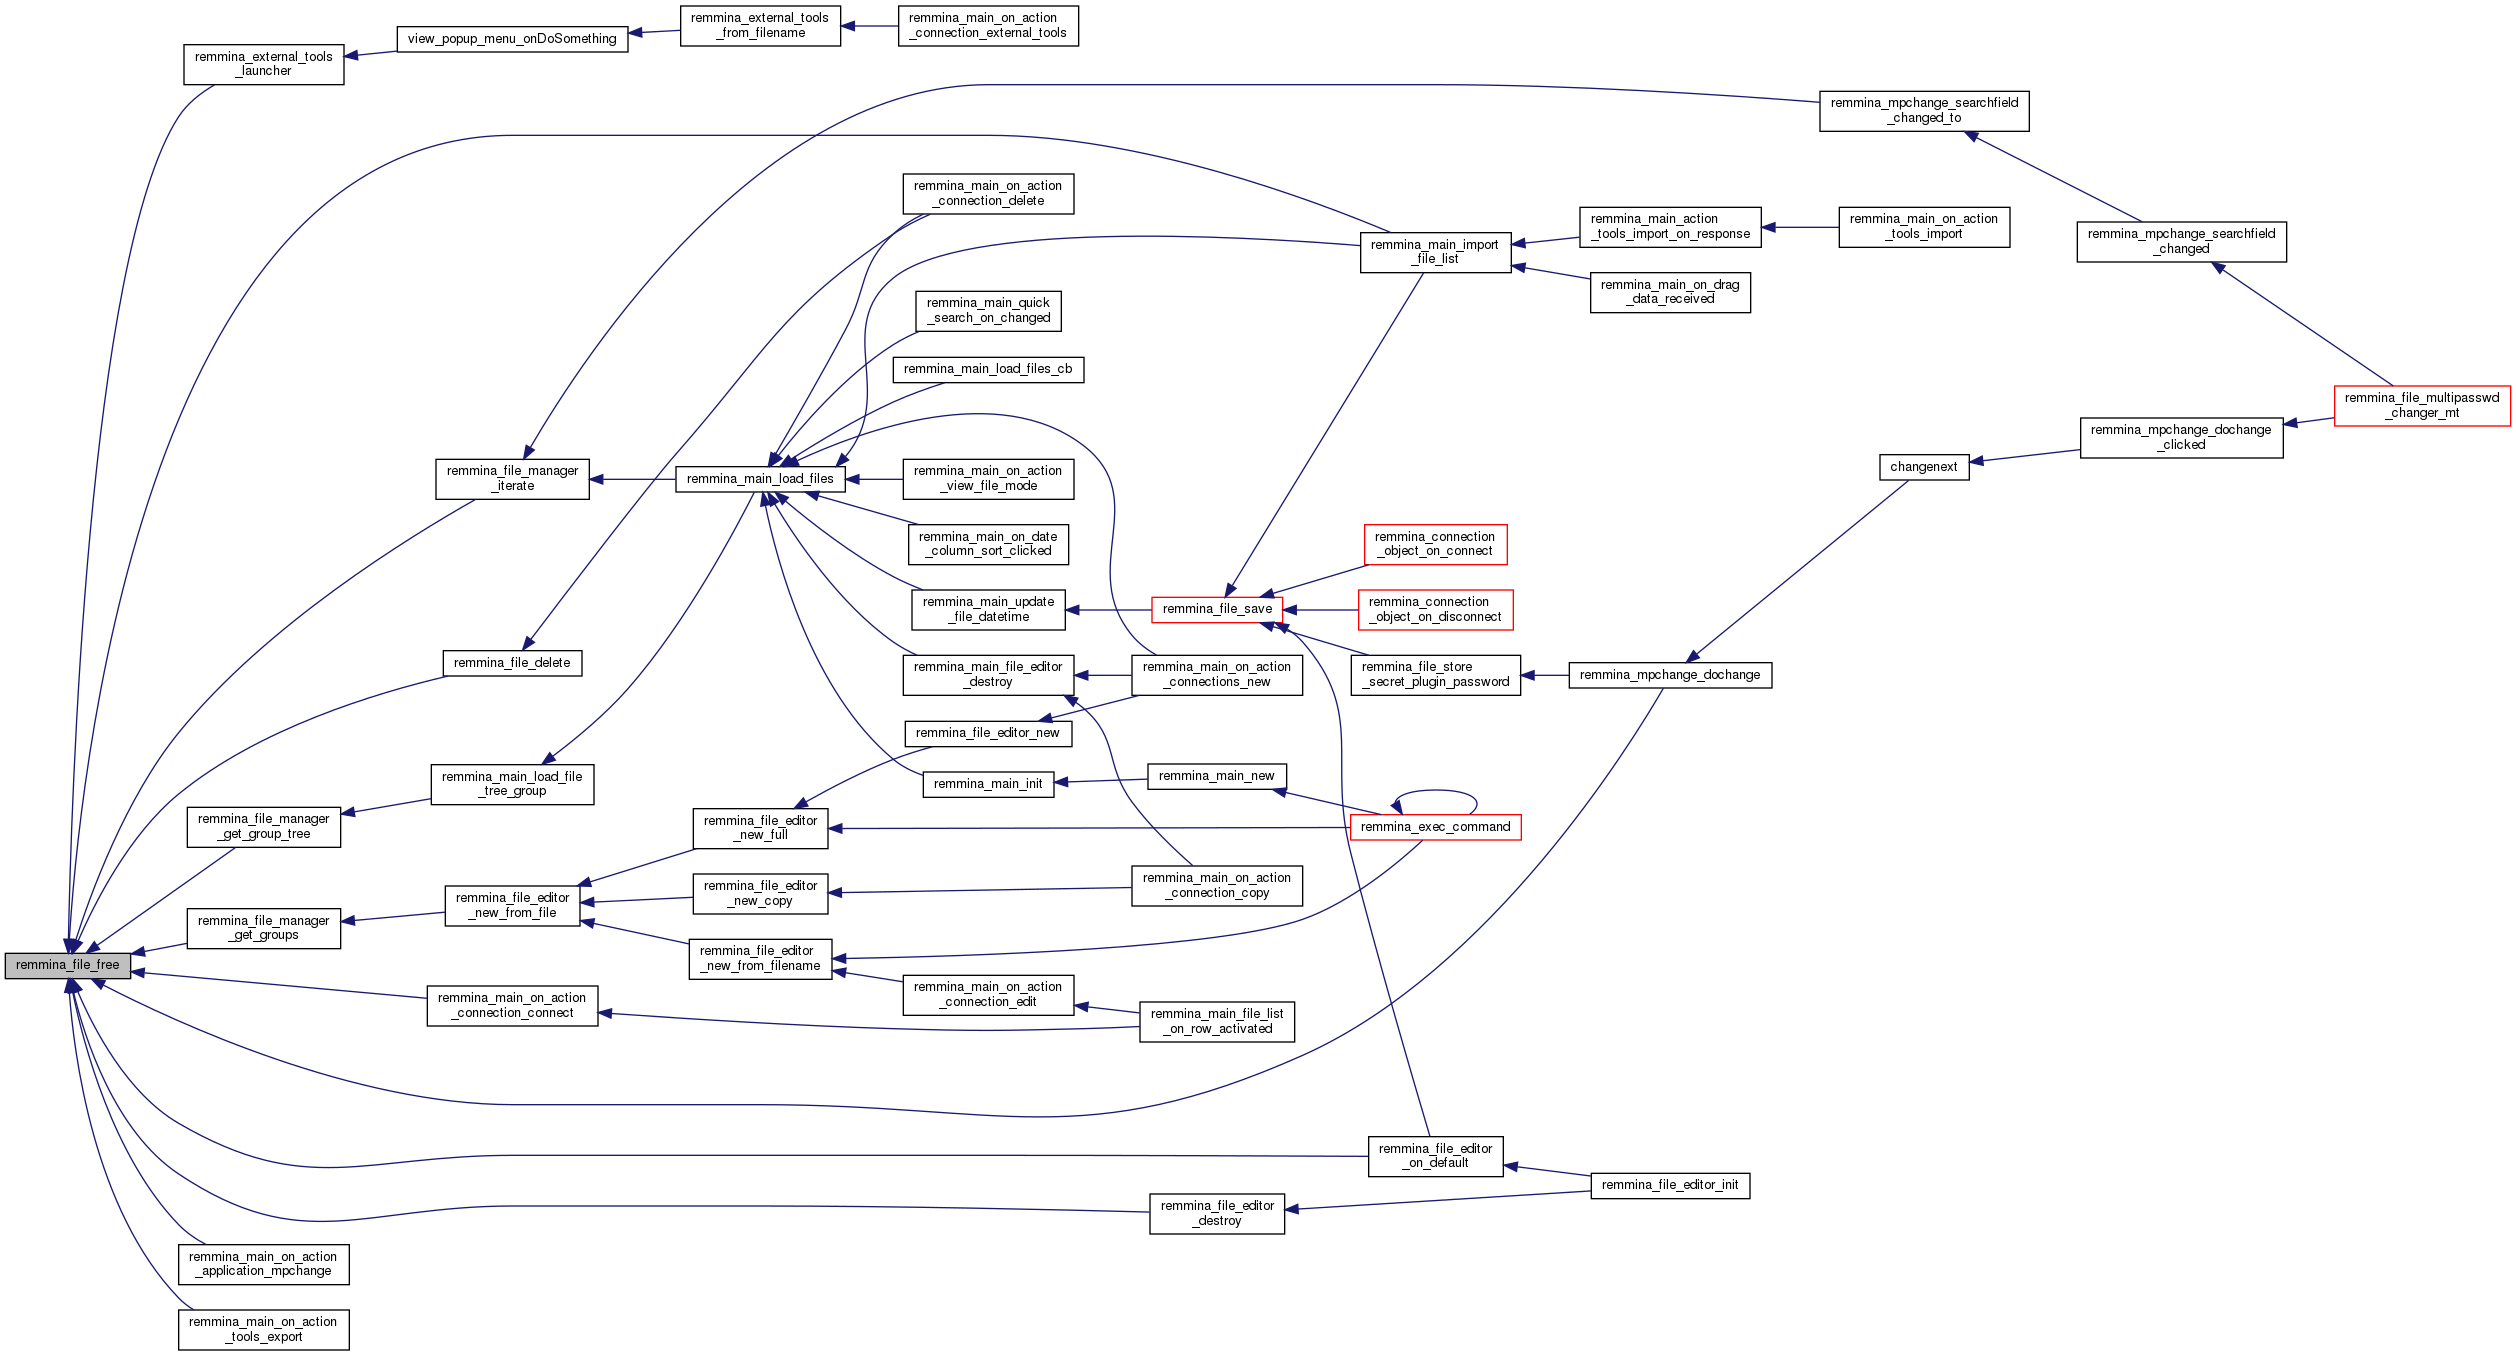 remmina_file_free
remmina_external_tools
_launcher
view_popup_menu_onDoSomething
remmina_external_tools
_from_filename
remmina_main_on_action
_connection_external_tools
remmina_file_manager
_iterate
remmina_main_load_files
remmina_main_on_action
_connection_delete
remmina_main_quick
_search_on_changed
remmina_main_load_files_cb
remmina_main_on_action
_view_file_mode
remmina_main_on_date
_column_sort_clicked
remmina_main_update
_file_datetime
remmina_main_file_editor
_destroy
remmina_file_editor_new
remmina_main_init
remmina_main_import
_file_list
remmina_main_action
_tools_import_on_response
remmina_main_on_action
_tools_import
remmina_main_on_drag
_data_received
remmina_mpchange_searchfield
_changed_to
remmina_mpchange_searchfield
_changed
remmina_file_multipasswd
_changer_mt
remmina_mpchange_dochange
_clicked
changenext
remmina_file_save
remmina_connection
_object_on_connect
remmina_connection
_object_on_disconnect
remmina_file_store
_secret_plugin_password
remmina_mpchange_dochange
remmina_main_on_action
_connections_new
remmina_main_new
remmina_exec_command
remmina_main_on_action
_connection_copy
remmina_file_delete
remmina_main_load_file
_tree_group
remmina_file_manager
_get_group_tree
remmina_file_manager
_get_groups
remmina_file_editor
_new_from_file
remmina_file_editor
_new_full
remmina_file_editor
_new_copy
remmina_file_editor
_new_from_filename
remmina_main_on_action
_connection_edit
remmina_main_file_list
_on_row_activated
remmina_main_on_action
_connection_connect
remmina_file_editor
_on_default
remmina_file_editor_init
remmina_file_editor
_destroy
remmina_main_on_action
_application_mpchange
remmina_main_on_action
_tools_export